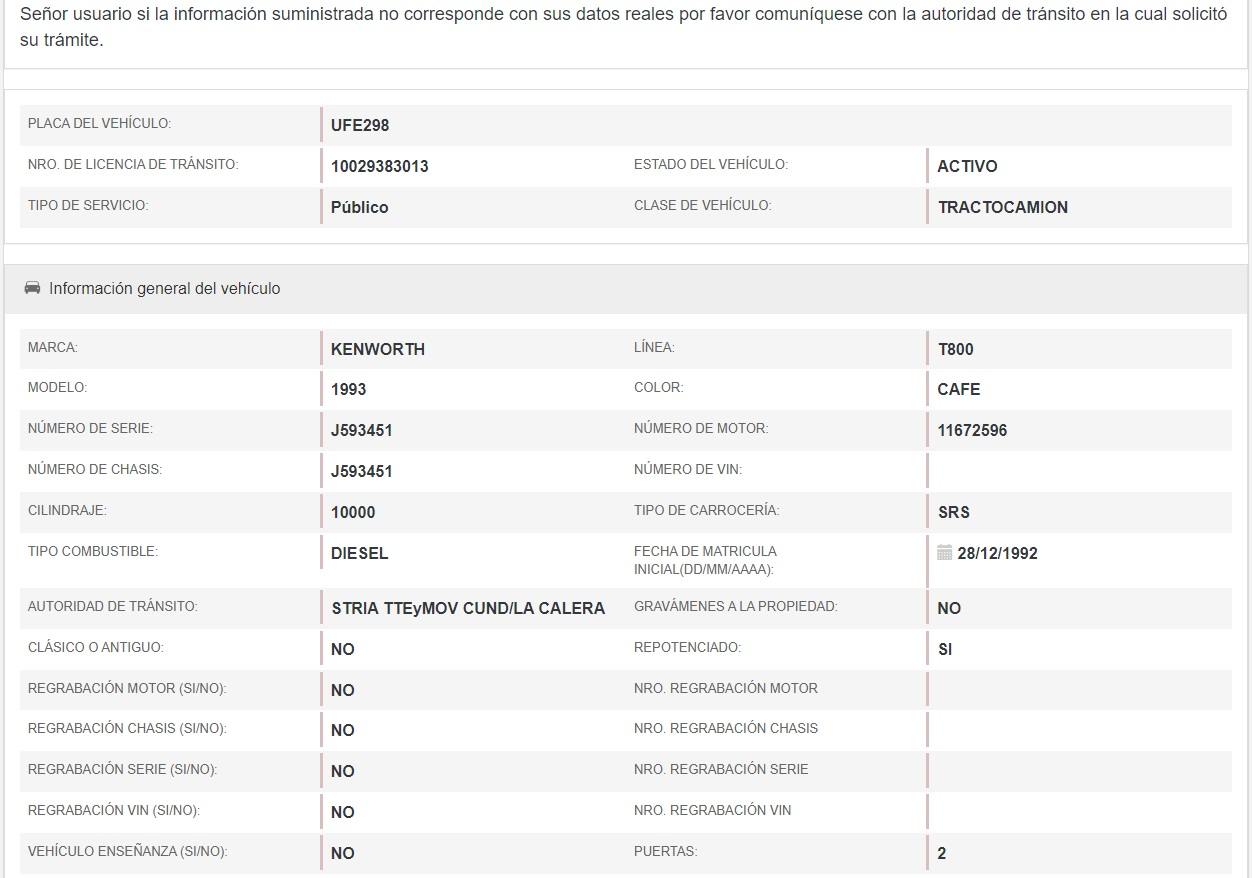 Señor usuario si la información suministrada no corresponde con sus datos reales por favor comuníquese con la autoridad de tránsito en la cual solicitó
su trámite.
PLACA DEL VEHÍCULO: UFE298
NRO. DE LICENCIA DE TRÁNSITO: 10029383013 ESTADO DEL VEHÍCULO: ACTIVO
TIPO DE SERVICIO: Público CLASE DE VEHÍCULO: TRACTOCAMION
Información general del vehículo
MARCA: KENWORTH LÍNEA: T800
MODELO: 1993 COLOR: CAFE
NÚMERO DE SERIE: J593451 NÚMERO DE MOTOR: 11672596
NÚMERO DE CHASIS: J593451 NÚMERO DE VIN:
CILINDRAJE: 10000 TIPO DE CARROCERÍA: SRS
TIPO COMBUSTIBLE: DIESEL FECHA DE MATRICULA 28/12/1992
INICIAL(DD/MM/AAAA):
AUTORIDAD DE TRÁNSITO: STRIA TTEyMOV CUND/LA CALERA GRAVÁMENES A LA PROPIEDAD: NO
CLÁSICO O ANTIGUO: NO REPOTENCIADO: SI
REGRABACIÓN MOTOR (SI/NO): NO NRO. REGRABACIÓN MOTOR
REGRABACIÓN CHASIS (SI/NO): NO NRO. REGRABACIÓN CHASIS
REGRABACIÓN SERIE (SI/NO): NO NRO. REGRABACIÓN SERIE
REGRABACIÓN VIN (SI/NO): NO NRO. REGRABACIÓN VIN
VEHÍCULO ENSEÑANZA (SI/NO): NO PUERTAS: 2